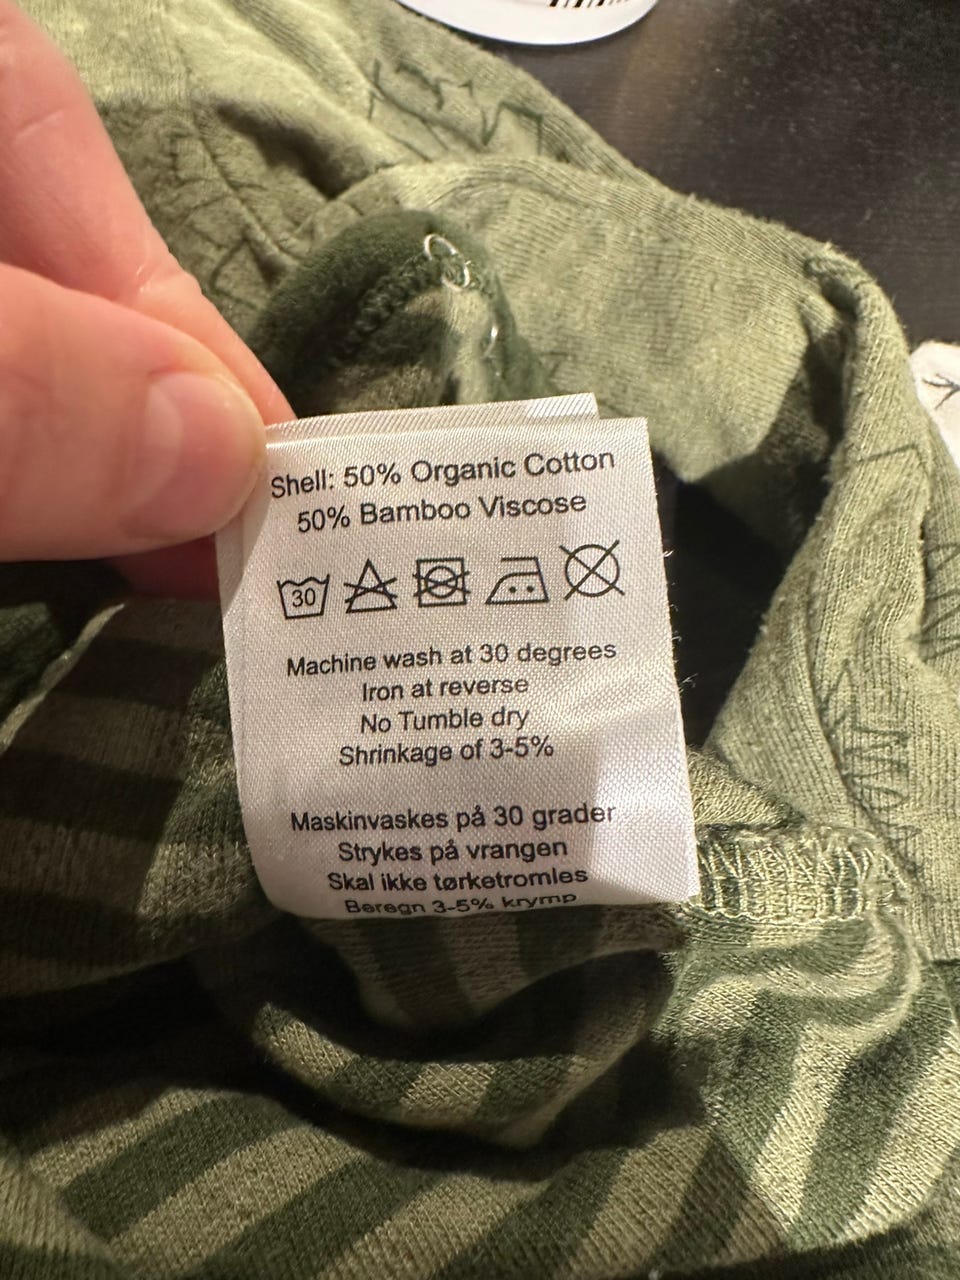 Shell: 50% Organic Cotton
50% Bamboo Viscose
30
Machine wash at 30 degrees
Iron at reverse
No Tumble dry
Shrinkage of 3-5%
Maskinvaskes på 30 grader
Strykes på vrangen
Skal ikke tørketromles
Beregn 3-5% krymp